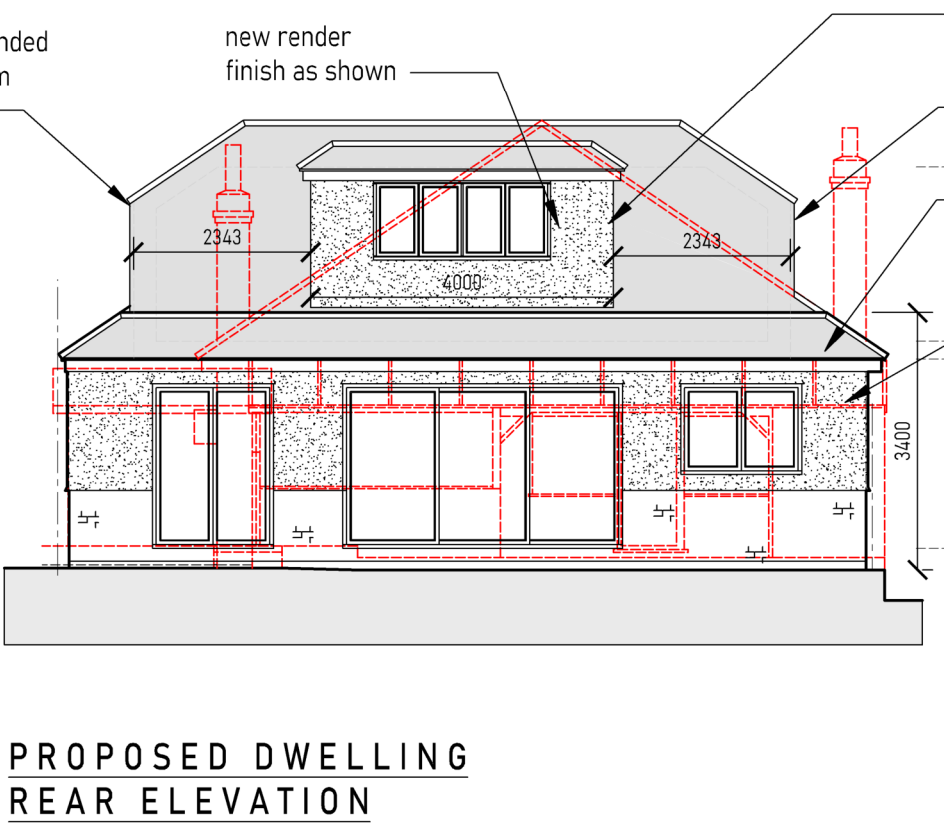 new render
finish as shown
2343
2343
4000
3400
PROPOSED DWELLING
REAR ELEVATION